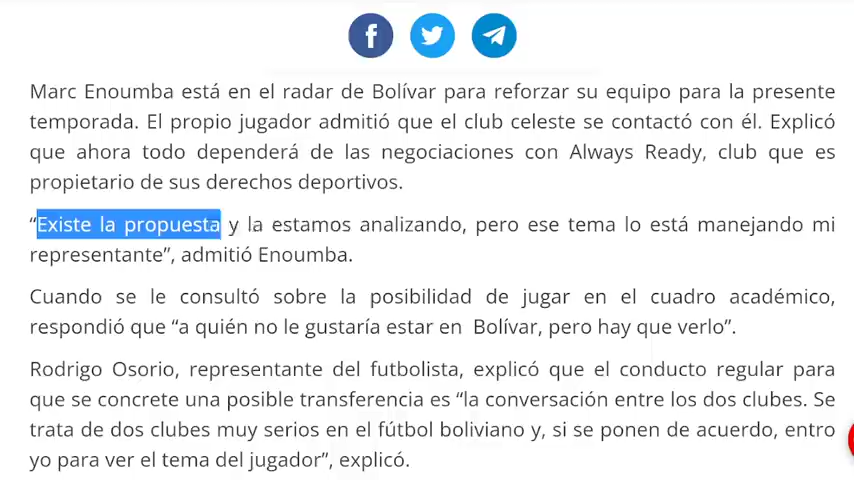 Marc Enoumba está en el radar de Bolívar para reforzar su equipo para la presente
temporada. El propio jugador admitió que el club celeste se contactó con él. Explicó
que ahora todo dependerá de las negociaciones con Always Ready, club que es
propietario de sus derechos deportivos.
“Existe la propuesta y la estamos analizando, pero ese tema lo está manejando mi
representante”, admitió Enoumba.
Cuando se le consultó sobre la posibilidad de jugar en el cuadro académico,
respondió que “a quién no le gustaría estar en Bolívar, pero hay que verlo”.
Rodrigo Osorio, representante del futbolista, explicó que el conducto regular para
que se concrete una posible transferencia es “la conversación entre los dos clubes. Se
trata de dos clubes muy serios en el fútbol boliviano y, si se ponen de acuerdo, entro
yo para ver el tema del jugador”, explicó.